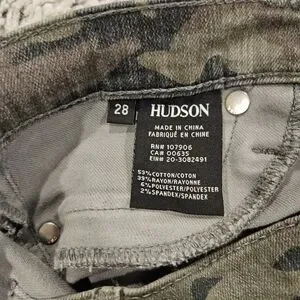 28
HUDSON
MADE IN CHINA
FABRIQUÉ EN CHINE
RN# 107906
CA# 00635
EIN# 20-3082491
53% COTTON/COTON
39% RAYON/RAYONNE
6% POLYESTER/POLYESTER
2% SPANDEX/SPANDEX